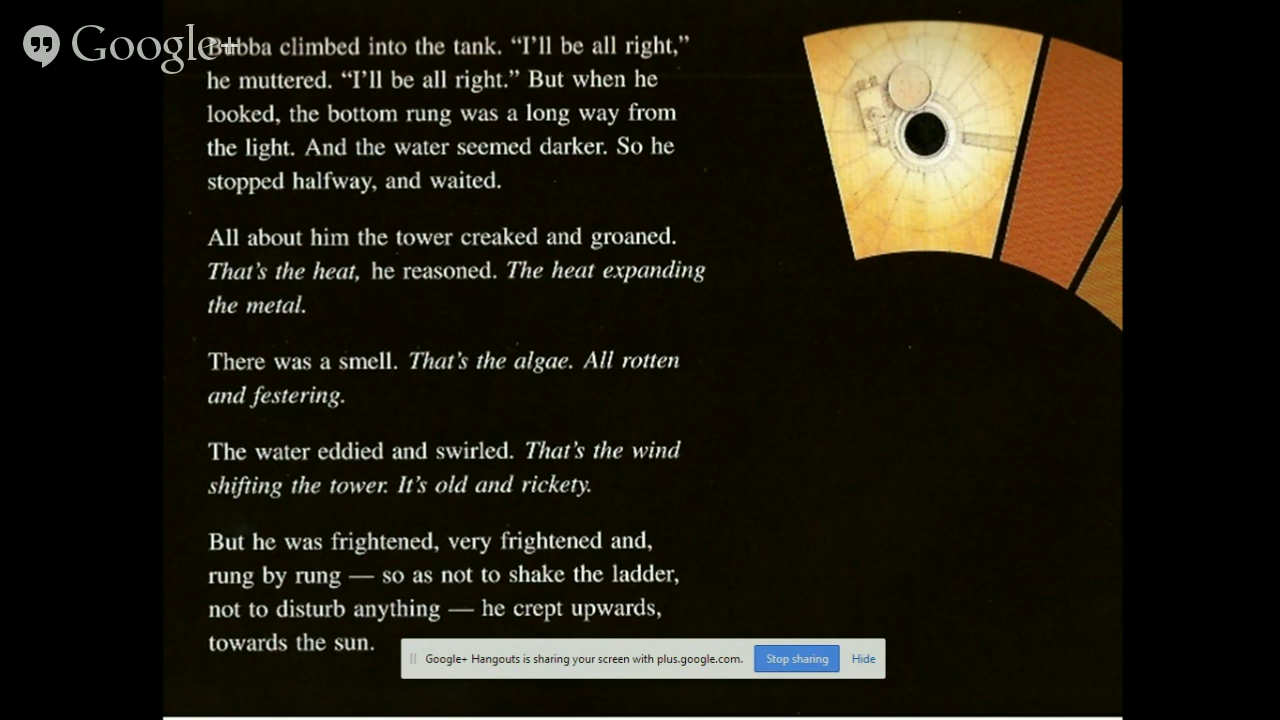 Google+
Bubba climbed into the tank. “I’ll be all right,”
he muttered. “I’ll be all right.” But when he
looked, the bottom rung was a long way from
the light. And the water seemed darker. So he
stopped halfway, and waited.
All about him the tower creaked and groaned.
That’s the heat, he reasoned. The heat expanding
the metal.
There was a smell. That’s the algae. All rotten
and festering.
The water eddied and swirled. That’s the wind
shifting the tower. It’s old and rickety.
But he was frightened, very frightened and,
rung by rung — so as not to shake the ladder,
not to disturb anything — he crept upwards,
towards the sun.
Google+ Hangouts is sharing your screen with plus.google.com.
Stop sharing
Hide